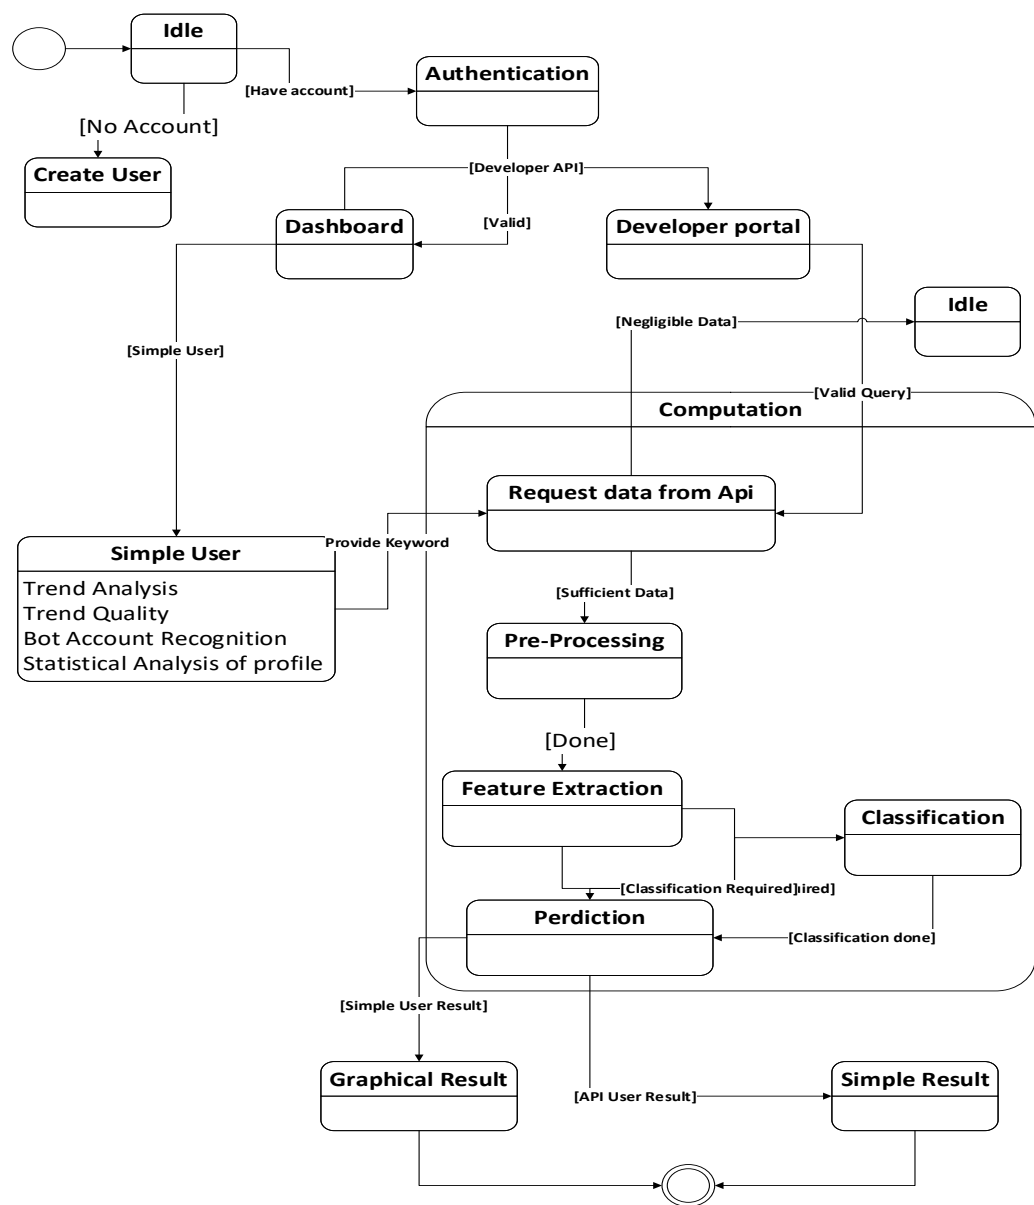 Idle
Authentication
[Have account]
[No Account]
Create User
[Developer API]
Dashboard
[Valid]
Developer portal
Idle
[Negligible Data]
[Simple User]
[Valid Query]
Computation
Request data from Api
Provide Keyword
Simple User
Trend Analysis
Trend Quality
Bot Account Recognition
Statistical Analysis of profile
[Sufficient Data]
Pre-Processing
[Done]
Feature Extraction
Classification
[Classification Required]
Perdiction
[Classification done]
[Simple User Result]
Graphical Result
Simple Result
[API User Result]